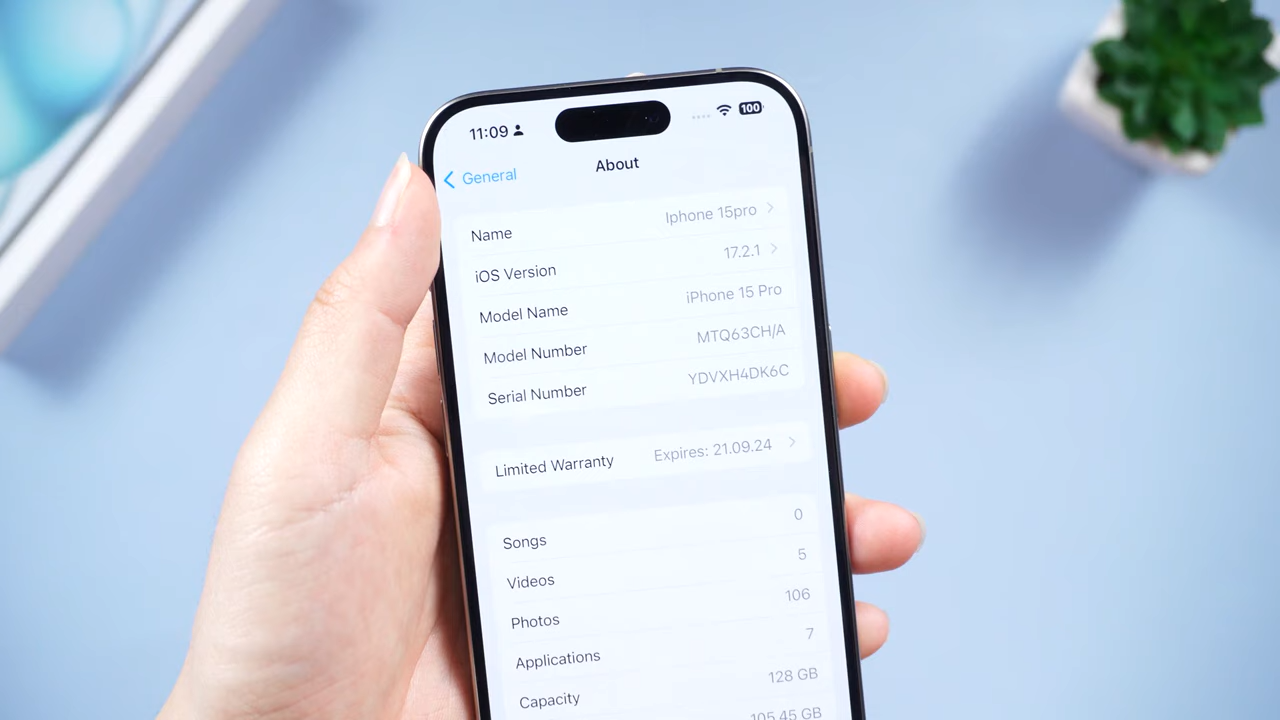 11:09 100
General About
Name Iphone 15pro
iOS Version 17.2.1
Model Name iPhone 15 Pro
Model Number MTQ63CH/A
Serial Number YDVXH4DK6C
Limited Warranty Expires: 21.09.24
Songs 0
Videos 5
Photos 106
Applications 7
Capacity 128 GB
105.45 GB